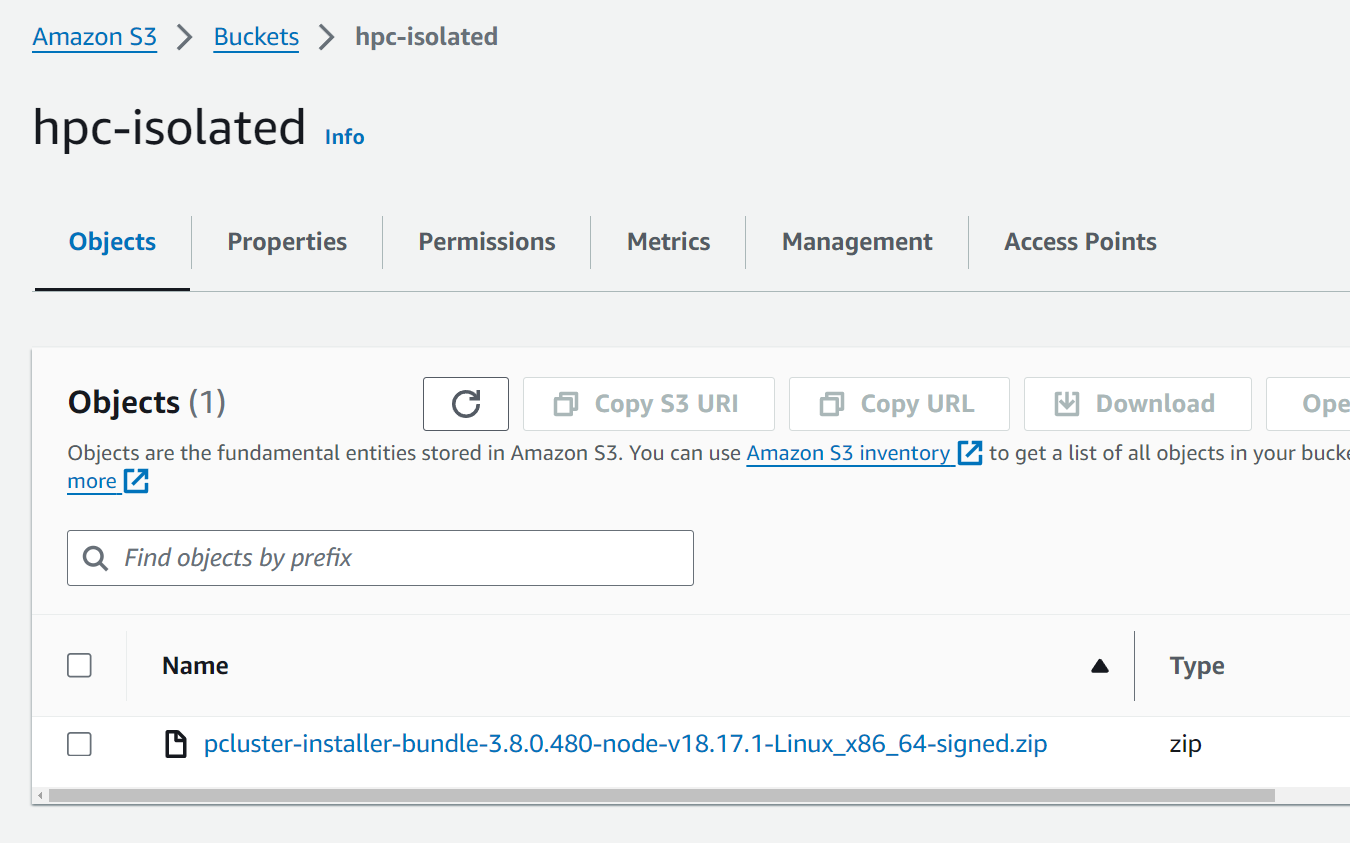 Amazon S3 > Buckets > hpc-isolated
hpc-isolated Info
Objects Properties Permissions Metrics Management Access Points
Objects (1) Copy S3 URI Copy URL Download Ope
Objects are the fundamental entities stored in Amazon S3. You can use Amazon S3 inventory to get a list of all objects in your bucke
more
Find objects by prefix
Name Type
pcluster-installer-bundle-3.8.0.480-node-v18.17.1-Linux_x86_64-signed.zip zip